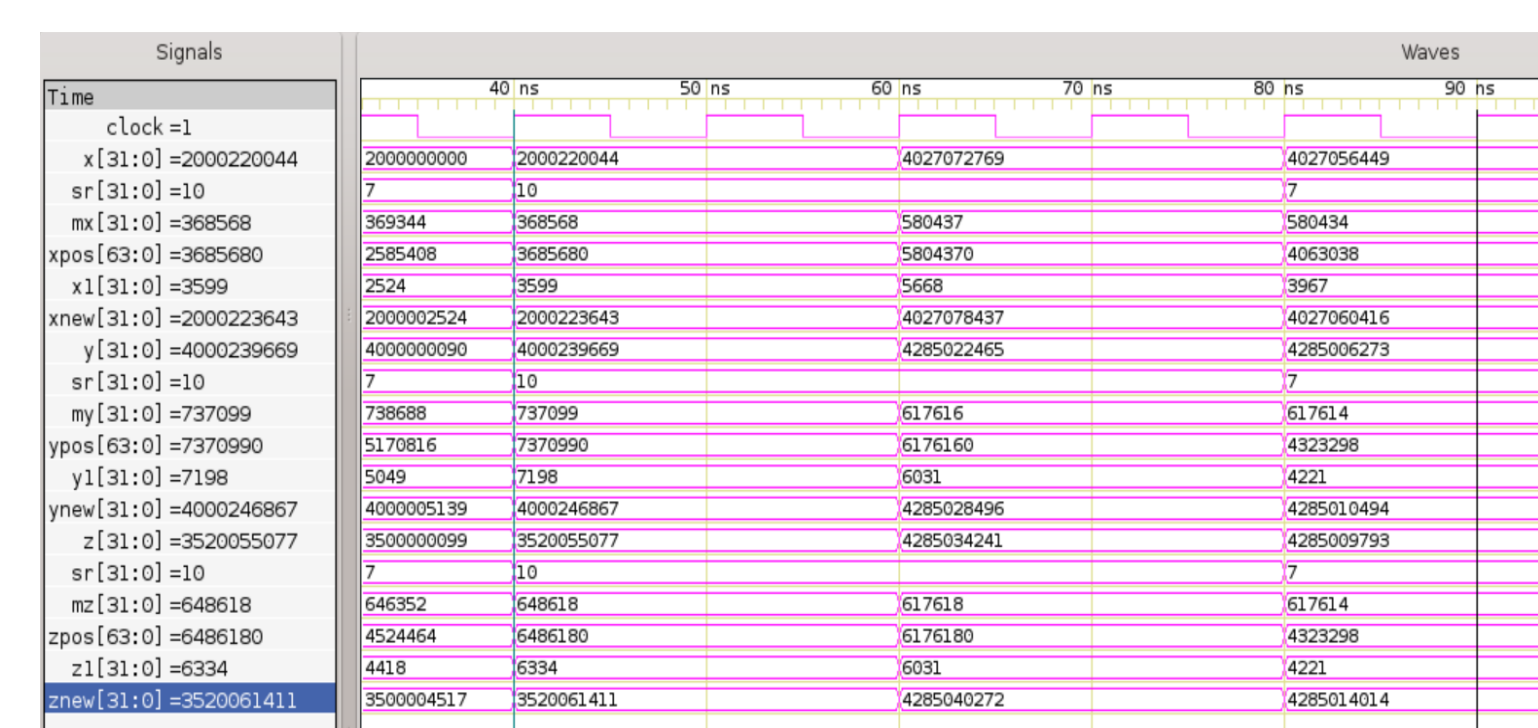 Signals Waves
Time 40 ns 50 ns 60 ns 70 ns 80 ns 90 ns
clock =1
x[31:0] =2000220044 2000000000 2000220044 4027072769 4027056449
sr[31:0] =10 7 10 7
mx[31:0] =368568 369344 368568 580437 580434
xpos[63:0] =3685680 2585408 3685680 5804370 4063038
x1[31:0] =3599 2524 3599 5668 3967
xnew[31:0] =2000223643 2000002524 2000223643 4027078437 4027060416
y[31:0] =4000239669 4000000090 4000239669 4285022465 4285006273
sr[31:0] =10 7 10 7
my[31:0] =737099 738688 737099 617616 617614
ypos[63:0] =7370990 5170816 7370990 6176160 4323298
y1[31:0] =7198 5049 7198 6031 4221
ynew[31:0] =4000246867 4000005139 4000246867 4285028496 4285010494
z[31:0] =3520055077 3500000099 3520055077 4285034241 4285009793
sr[31:0] =10 7 10 7
mz[31:0] =648618 646352 648618 617618 617614
zpos[63:0] =6486180 4524464 6486180 6176180 4323298
z1[31:0] =6334 4418 6334 6031 4221
znew[31:0] =3520061411 3500004517 3520061411 4285040272 4285014014